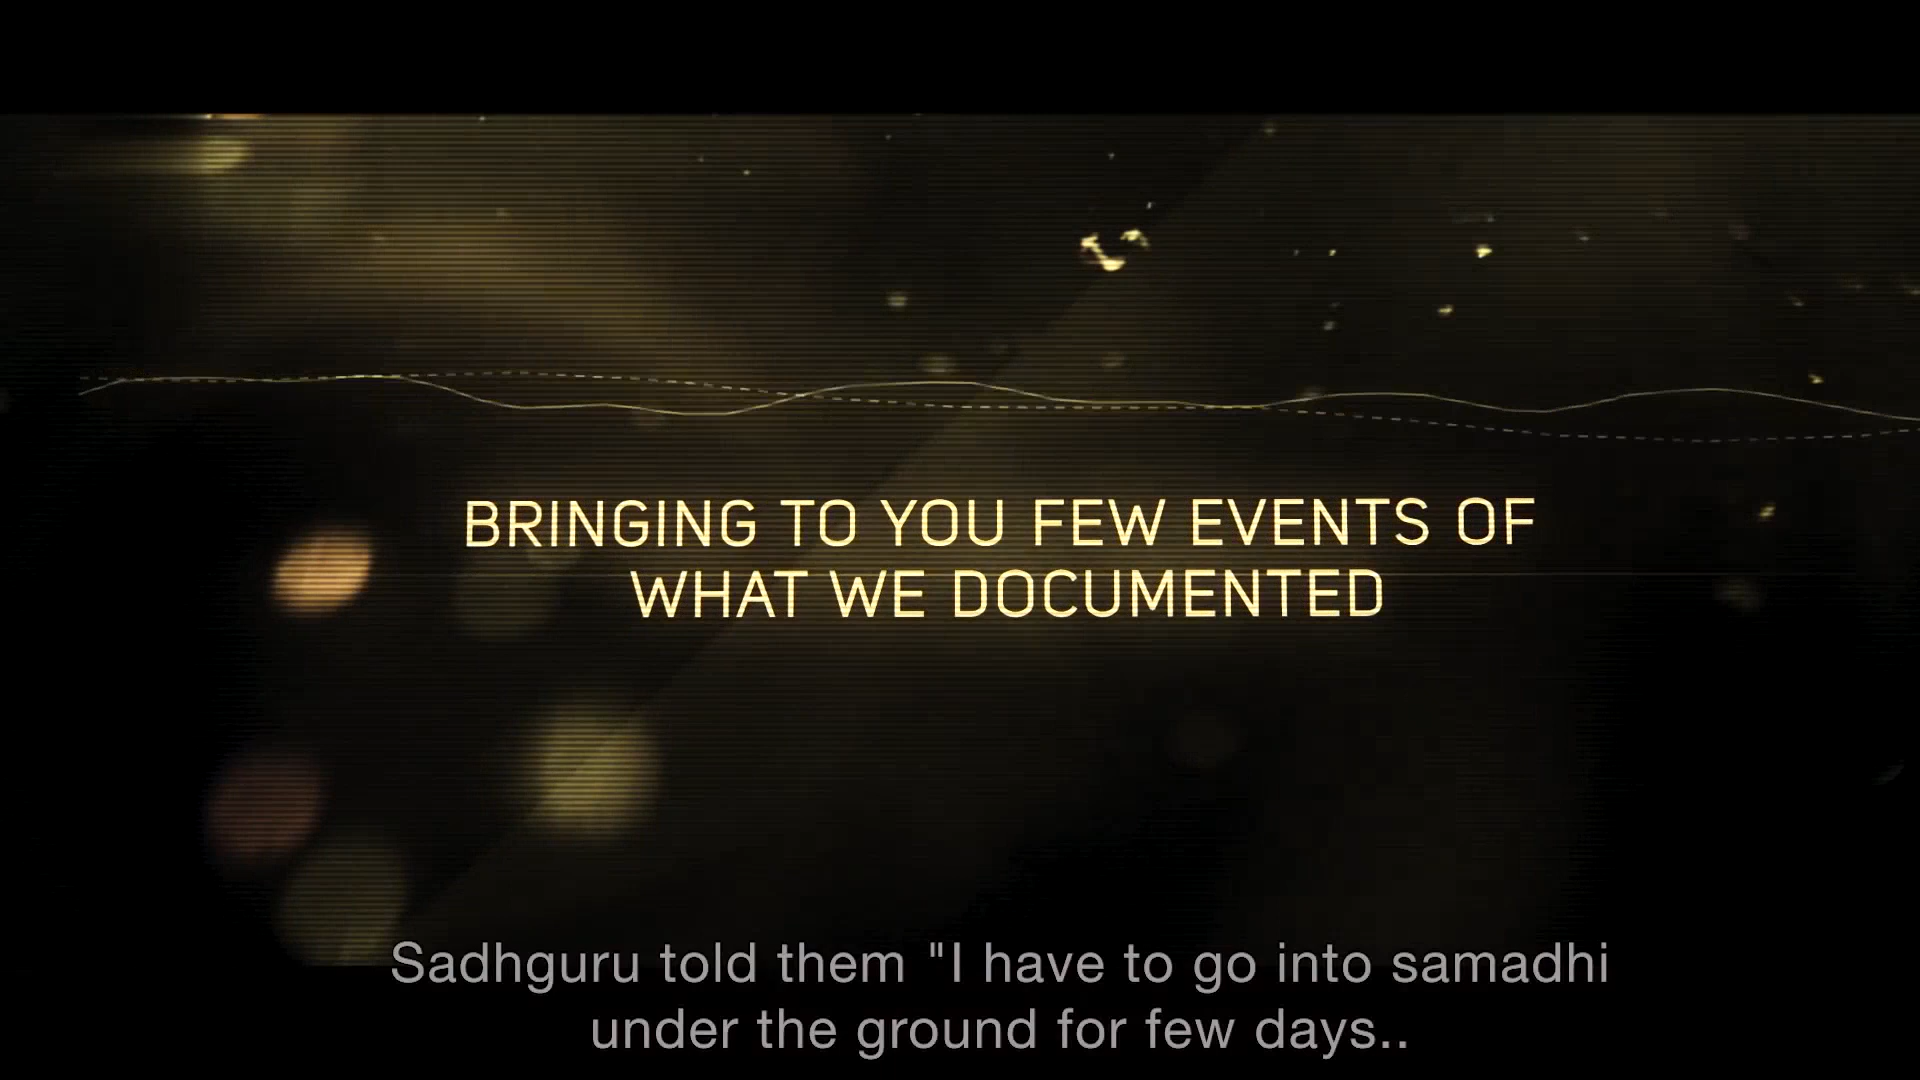 BRINGING TO YOU FEW EVENTS OF
WHAT WE DOCUMENTED
Sadhguru told them "I have to go into samadhi
under the ground for few days..